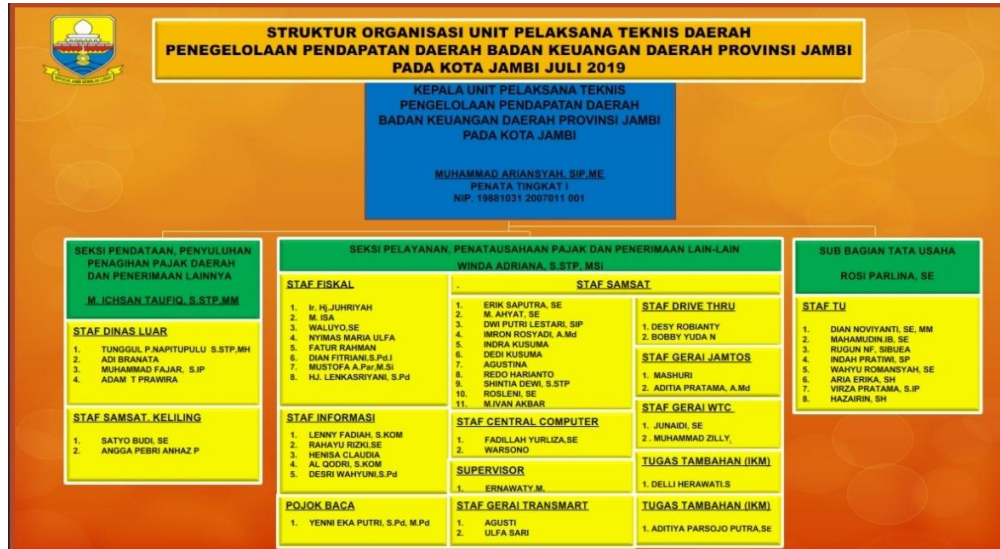 STRUKTUR ORGANISASI UNIT PELAKSANA TEKNIS DAERAH
PENEGELOLAAN PENDAPATAN DAERAH BADAN KEUANGAN DAERAH PROVINSI JAMBI
PADA KOTA JAMBI JULI 2019
KEPALA UNIT PELAKSANA TEKNIS
PENGELOLAAN PENDAPATAN DAERAH
BADAN KEUANGAN DAERAH PROVINSI JAMBI
PADA KOTA JAMBI
MUHAMMAD ARIANSYAH, SIP,ME
PENATA TINGKAT I
NIP. 19881031 2007011 001
SEKSI PENDATAAN, PENYULUHAN
PENAGIHAN PAJAK DAERAH
DAN PENERIMAAN LAINNYA
M. ICHSAN TAUFIQ, S.STP,MM
STAF DINAS LUAR
1. TUNGGUL P.NAPITUPULU S.STP,MH
2. ADI BRANATA
3. MUHAMMAD FAJAR, S.IP
4. ADAM T PRAWIRA
STAF SAMSAT. KELILING
1. SATYO BUDI, SE
2. ANGGA PEBRI ANHAZ P
SEKSI PELAYANAN, PENATAUSAHAAN PAJAK DAN PENERIMAAN LAIN-LAIN
WINDA ADRIANA, S.STP, MSi
STAF FISKAL
1. Ir. Hj.JUHRIYAH
2. M. ISA
3. WALUYO,SE
4. NYIMAS MARIA ULFA
5. FATUR RAHMAN
6. DIAN FITRIANI,S.Pd.I
7. MUSTOFA A.Par,M.Si
8. HJ. LENKASRIYANI, S.Pd
STAF INFORMASI
1. LENNY FADIAH, S.KOM
2. RAHAYU RIZKI,SE
3. HENISA CLAUDIA
4. AL QODRI, S.KOM
5. DESRI WAHYUNI,S.Pd
POJOK BACA
1. YENNI EKA PUTRI, S.Pd, M.Pd
. STAF SAMSAT
1. ERIK SAPUTRA, SE
2. M. AHYAT, SE
3. DWI PUTRI LESTARI, SIP
4. IMRON ROSYADI, A.Md
5. INDRA KUSUMA
6. DEDI KUSUMA
7. AGUSTINA
8. REDO HARIANTO
9. SHINTIA DEWI, S.STP
10. ROSLENI, SE
11. M.IVAN AKBAR
STAF CENTRAL COMPUTER
1. FADILLAH YURLIZA,SE
2. WARSONO
SUPERVISOR
1. ERNAWATY.M.
STAF GERAI TRANSMART
1. AGUSTI
2. ULFA SARI
STAF DRIVE THRU
1. DESY ROBIANTY
2. BOBBY YUDA N
STAF GERAI JAMTOS
1. MASHURI
2. ADITIA PRATAMA, A.Md
STAF GERAI WTC
1. JUNAIDI, SE
2 . MUHAMMAD ZILLY,
TUGAS TAMBAHAN (IKM)
1. DELLI HERAWATI.S
TUGAS TAMBAHAN (IKM)
1. ADITIYA PARSOJO PUTRA,SE
SUB BAGIAN TATA USAHA
ROSI PARLINA, SE
STAF TU
1. DIAN NOVIYANTI, SE, MM
2. MAHAMUDIN.IB, SE
3. RUGUN NF, SIBUEA
4. INDAH PRATIWI, SP
5. WAHYU ROMANSYAH, SE
6. ARIA ERIKA, SH
7. VIRZA PRATAMA, S.IP
8. HAZAIRIN, SH